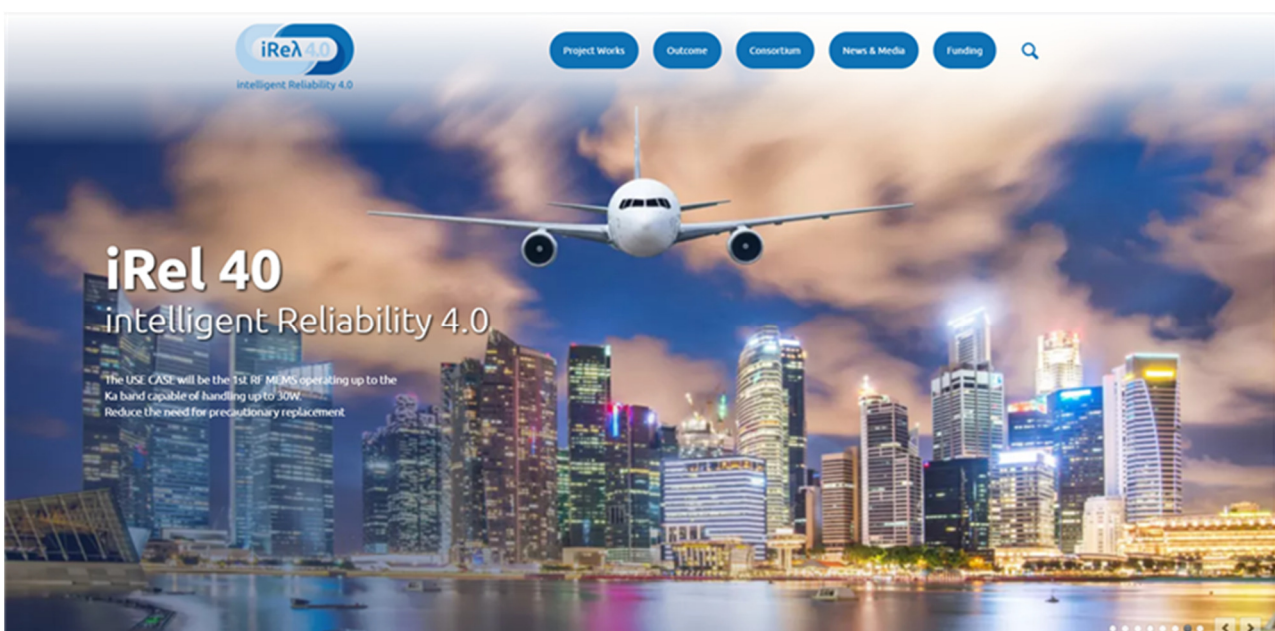 iReλ 4.0
intelligent Reliability 4.0
Project Works
Outcome
Consortium
News & Media
Funding
iRel 40
intelligent Reliability 4.0
The USE CASE will be the 1st RF MEMS operating up to the
Ka band capable of handling up to 30W.
Reduce the need for precautionary replacement